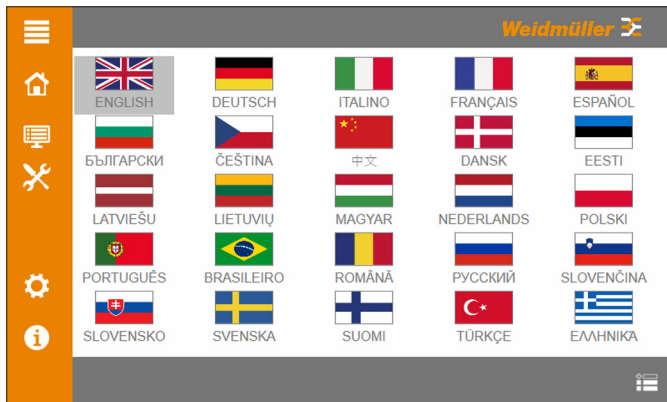 Weidmüller
ENGLISH DEUTSCH ITALINO FRANÇAIS ESPAÑOL
БЪЛГАРСКИ ČEŠTINA 中文 DANSK EESTI
LATVIEŠU LIETUVIŲ MAGYAR NEDERLANDS POLSKI
PORTUGUÊS BRASILEIRO ROMÂNĂ РУССКИЙ SLOVENČINA
SLOVENSKO SVENSKA SUOMI TÜRKÇE ΕΛΛΗΝΙΚΆ